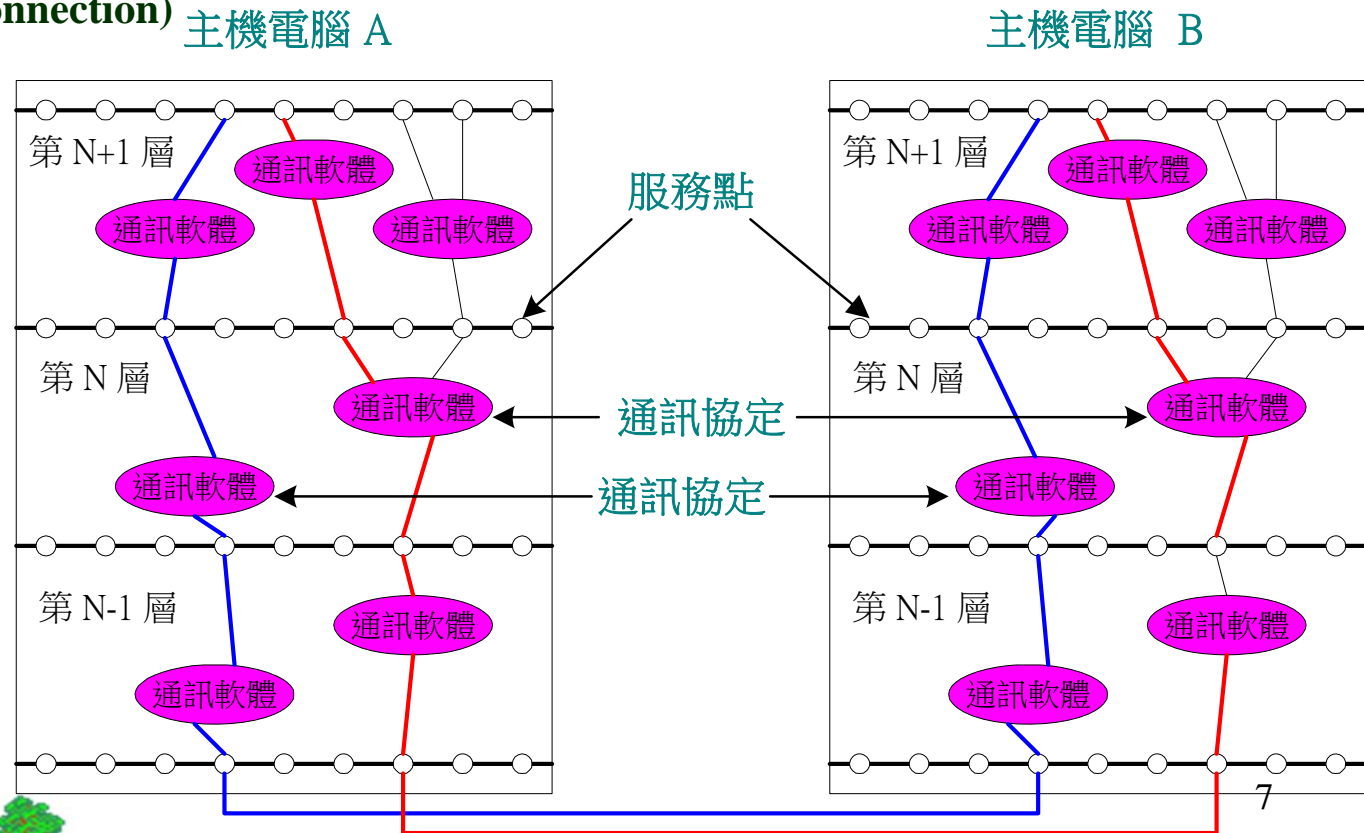 onnection)
主機電腦 A
主機電腦 B
第 N+1 層
通訊軟體
通訊軟體
通訊軟體
服務點
第 N+1 層
通訊軟體
通訊軟體
通訊軟體
第 N 層
通訊軟體
通訊協定
第 N 層
通訊軟體
通訊軟體
通訊協定
通訊軟體
第 N-1 層
通訊軟體
通訊軟體
第 N-1 層
通訊軟體
通訊軟體
7